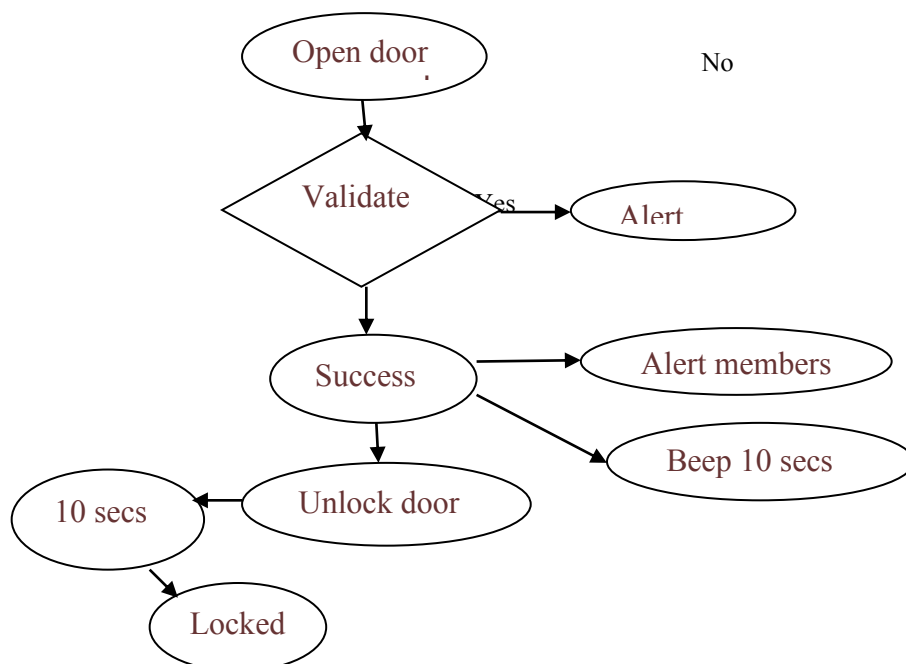 Open door
No
Validate
Yes
Alert
Success
Alert members
Beep 10 secs
Unlock door
10 secs
Locked